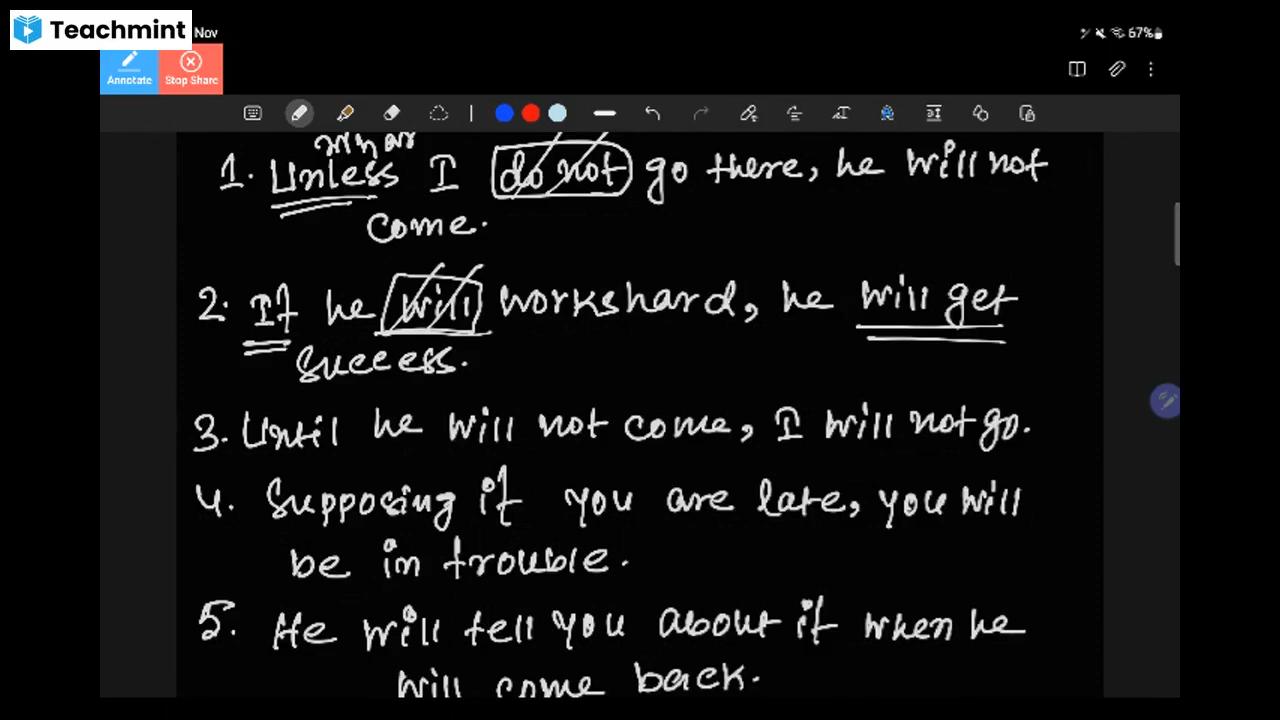 Teachmint
Nov
67%
Annotate
Stop Share
1. Unless I do not go there, he will not
come.
2. If he will works hard, he will get
success.
3. Until he will not come, I will not go.
4. Supposing if you are late, you will
be in trouble.
5. He will tell you about it when he
will come back.